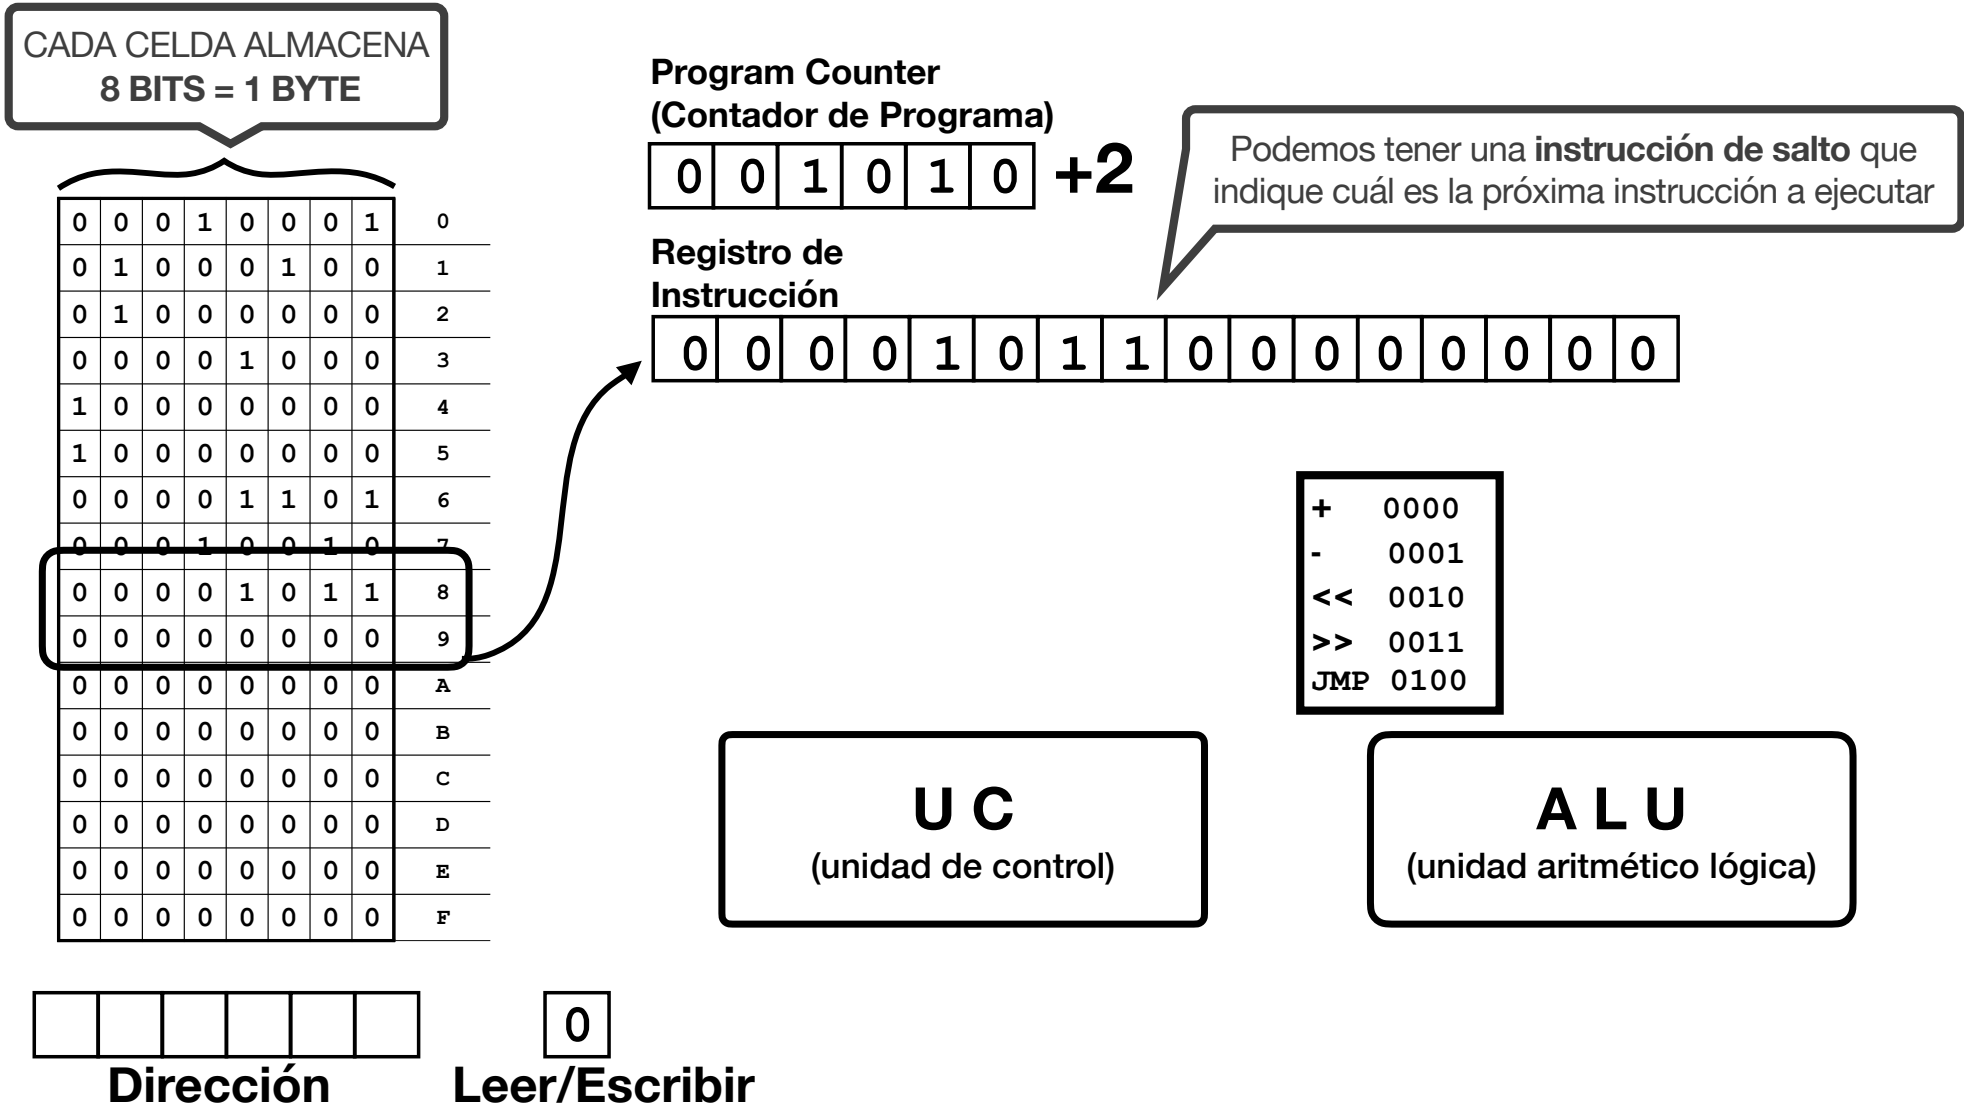 CADA CELDA ALMACENA
8 BITS = 1 BYTE
Program Counter
(Contador de Programa)
0 0 1 0 1 0 +2
Podemos tener una instrucción de salto que
indique cuál es la próxima instrucción a ejecutar
Registro de
Instrucción
0 0 0 0 1 0 1 1 0 0 0 0 0 0 0 0
0 0 0 1 0 0 0 1 0
0 1 0 0 0 1 0 0 1
0 1 0 0 0 0 0 0 2
0 0 0 0 1 0 0 0 3
1 0 0 0 0 0 0 0 4
1 0 0 0 0 0 0 0 5
0 0 0 0 1 1 0 1 6
0 0 0 1 0 0 1 0 7
0 0 0 0 1 0 1 1 8
0 0 0 0 0 0 0 0 9
0 0 0 0 0 0 0 0 A
0 0 0 0 0 0 0 0 B
0 0 0 0 0 0 0 0 C
0 0 0 0 0 0 0 0 D
0 0 0 0 0 0 0 0 E
0 0 0 0 0 0 0 0 F
+ 0000
- 0001
<< 0010
>> 0011
JMP 0100
U C
(unidad de control)
A L U
(unidad aritmético lógica)
Dirección
0
Leer/Escribir